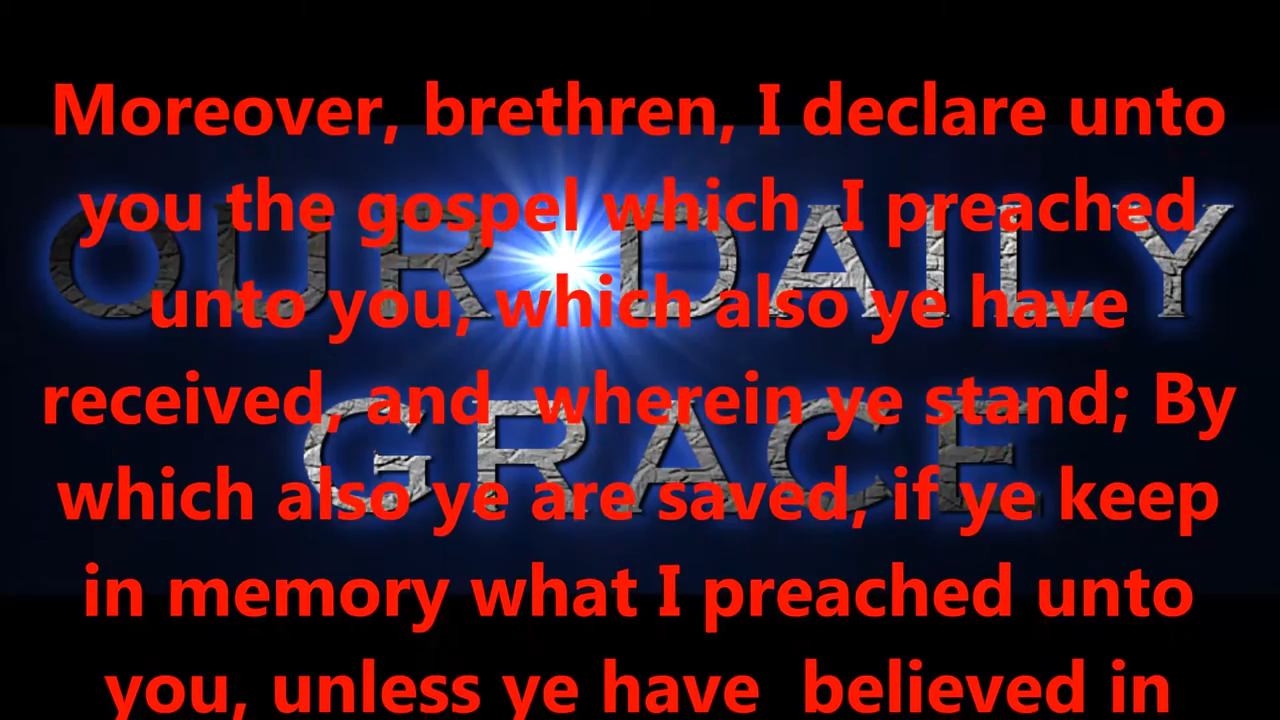 Moreover, brethren, I declare unto
you the gospel which I preached
OUR DAILY
unto you, which also ye have
received, and wherein ye stand; By
GRACE
which also ye are saved, if ye keep
in memory what I preached unto
you, unless ye have believed in